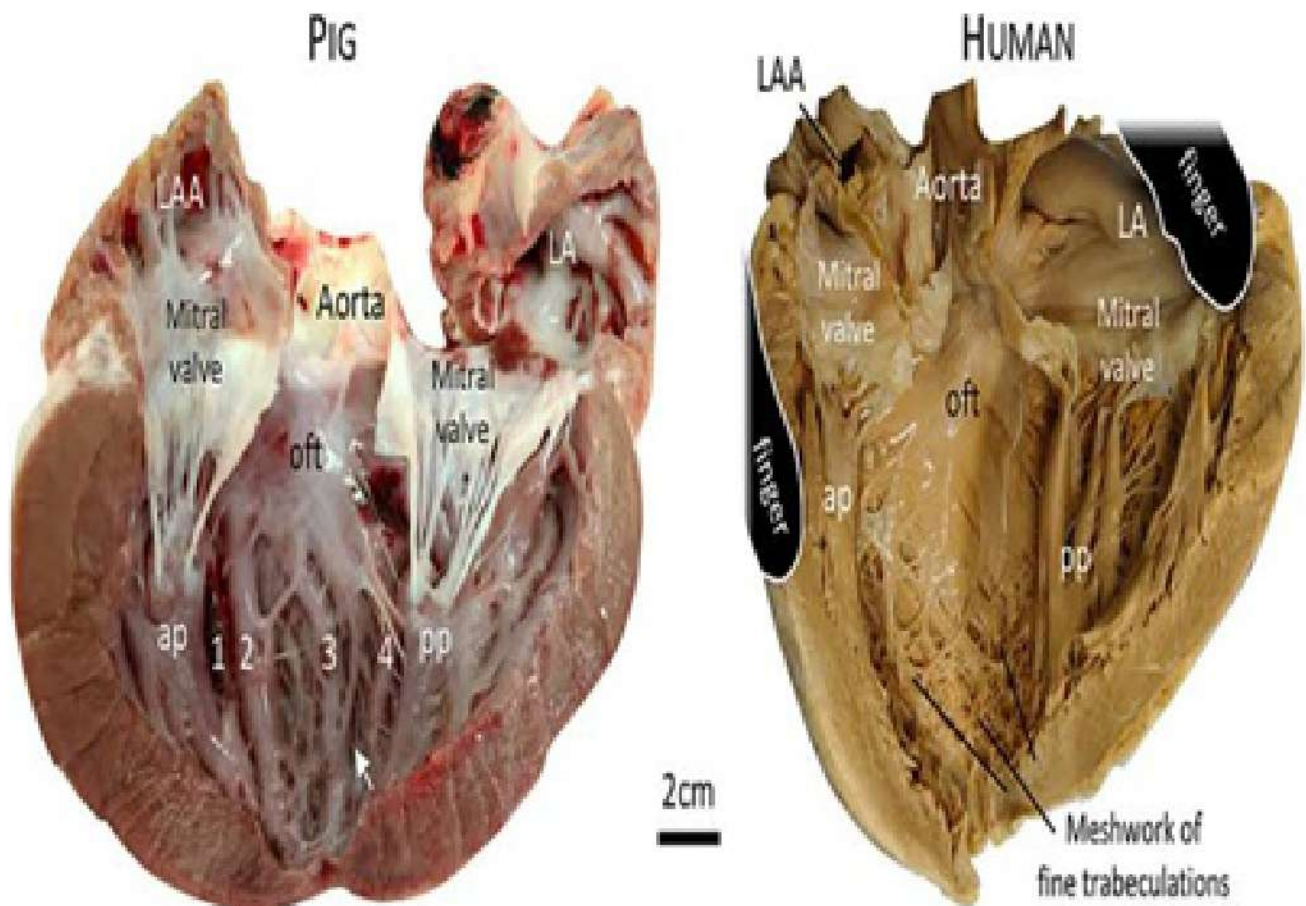 PIG
LAA
LA
Aorta
Mitral
valve
Mitral
valve
oft
ap
1
2
3
4
pp
2cm
HUMAN
LAA
Aorta
finger
LA
Mitral
valve
Mitral
valve
oft
finger
ap
pp
Meshwork of
fine trabeculations